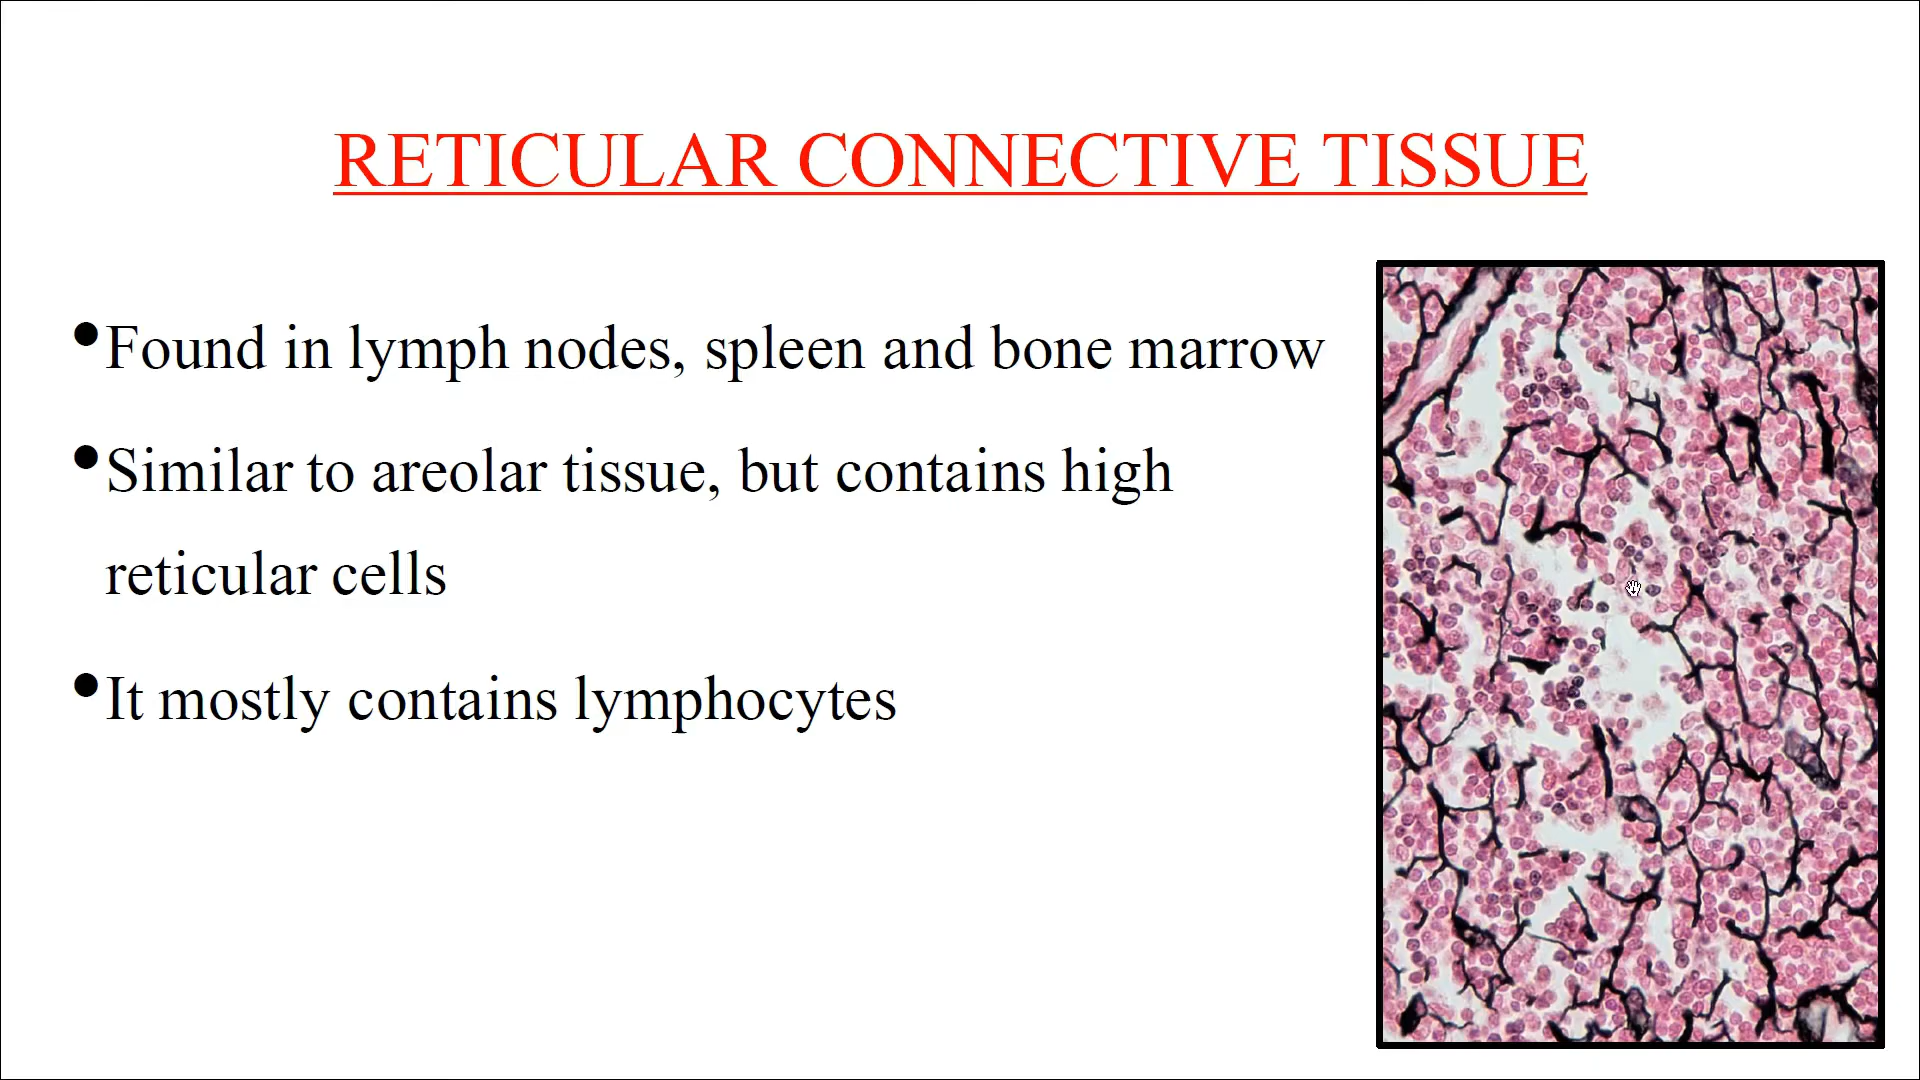 RETICULAR CONNECTIVE TISSUE
•Found in lymph nodes, spleen and bone marrow
•Similar to areolar tissue, but contains high
reticular cells
•It mostly contains lymphocytes